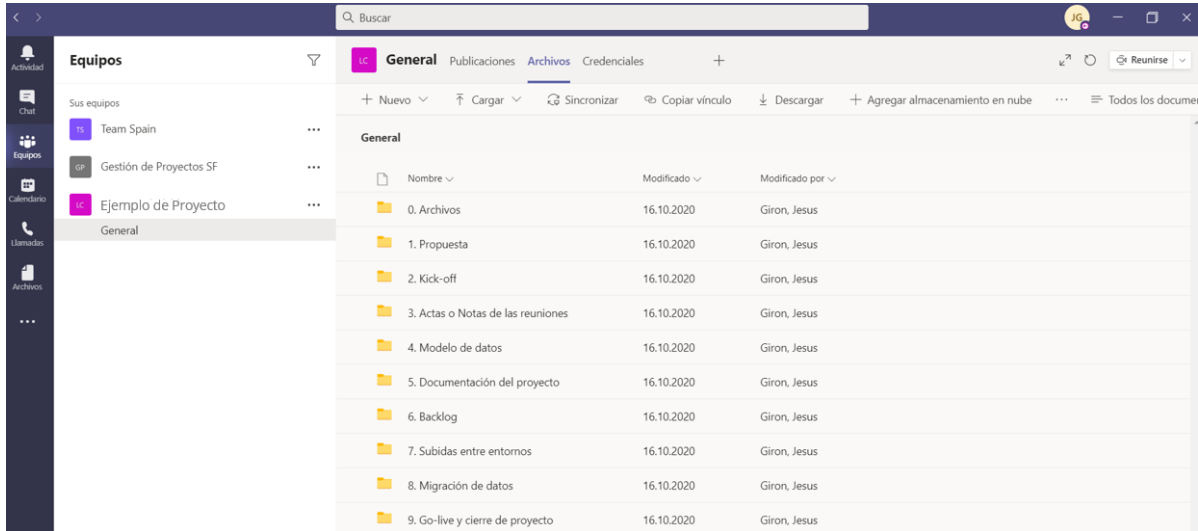 Buscar
JG
Actividad
Chat
Equipos
Calendario
Llamadas
Archivos
Equipos
Sus equipos
TS Team Spain
GP Gestión de Proyectos SF
LC Ejemplo de Proyecto
General
LC General Publicaciones Archivos Credenciales
Reunirse
Nuevo Cargar Sincronizar Copiar vínculo Descargar Agregar almacenamiento en nube Todos los documen
General
Nombre Modificado Modificado por
0. Archivos 16.10.2020 Giron, Jesus
1. Propuesta 16.10.2020 Giron, Jesus
2. Kick-off 16.10.2020 Giron, Jesus
3. Actas o Notas de las reuniones 16.10.2020 Giron, Jesus
4. Modelo de datos 16.10.2020 Giron, Jesus
5. Documentación del proyecto 16.10.2020 Giron, Jesus
6. Backlog 16.10.2020 Giron, Jesus
7. Subidas entre entornos 16.10.2020 Giron, Jesus
8. Migración de datos 16.10.2020 Giron, Jesus
9. Go-live y cierre de proyecto 16.10.2020 Giron, Jesus